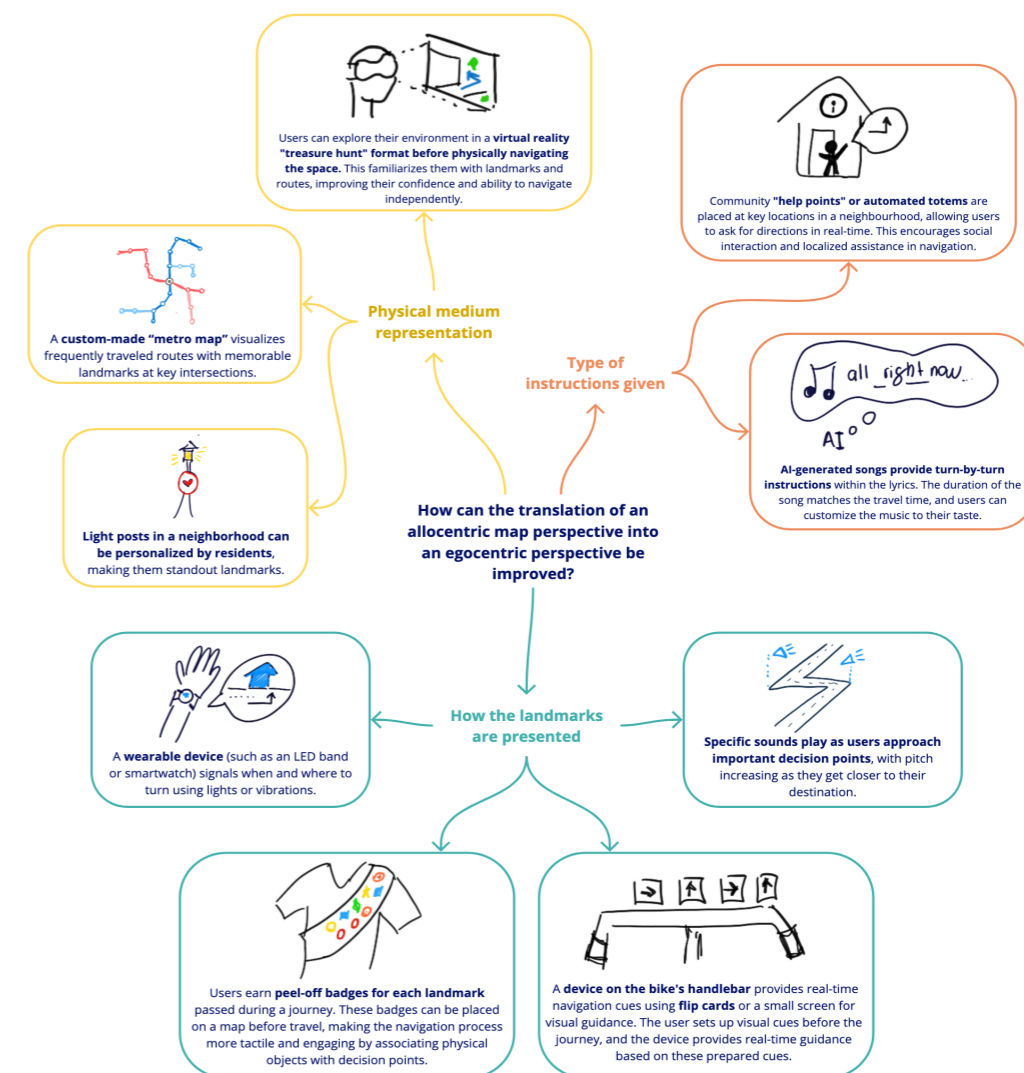 Users can explore their environment in a virtual reality
"treasure hunt" format before physically navigating
the space. This familiarizes them with landmarks and
routes, improving their confidence and ability to navigate
independently.
Community "help points" or automated totems are
placed at key locations in a neighbourhood, allowing users
to ask for directions in real-time. This encourages social
interaction and localized assistance in navigation.
A custom-made “metro map” visualizes
frequently traveled routes with memorable
landmarks at key intersections.
Physical medium
representation
Type of
instructions given
all right now...
AI
AI-generated songs provide turn-by-turn
instructions within the lyrics. The duration of the
song matches the travel time, and users can
customize the music to their taste.
Light posts in a neighborhood can
be personalized by residents,
making them standout landmarks.
How can the translation of an
allocentric map perspective into
an egocentric perspective be
improved?
How the landmarks
are presented
A wearable device (such as an LED band
or smartwatch) signals when and where to
turn using lights or vibrations.
Specific sounds play as users approach
important decision points, with pitch
increasing as they get closer to their
destination.
Users earn peel-off badges for each landmark
passed during a journey. These badges can be placed
on a map before travel, making the navigation process
more tactile and engaging by associating physical
objects with decision points.
A device on the bike's handlebar provides real-time
navigation cues using flip cards or a small screen for
visual guidance. The user sets up visual cues before the
journey, and the device provides real-time guidance
based on these prepared cues.